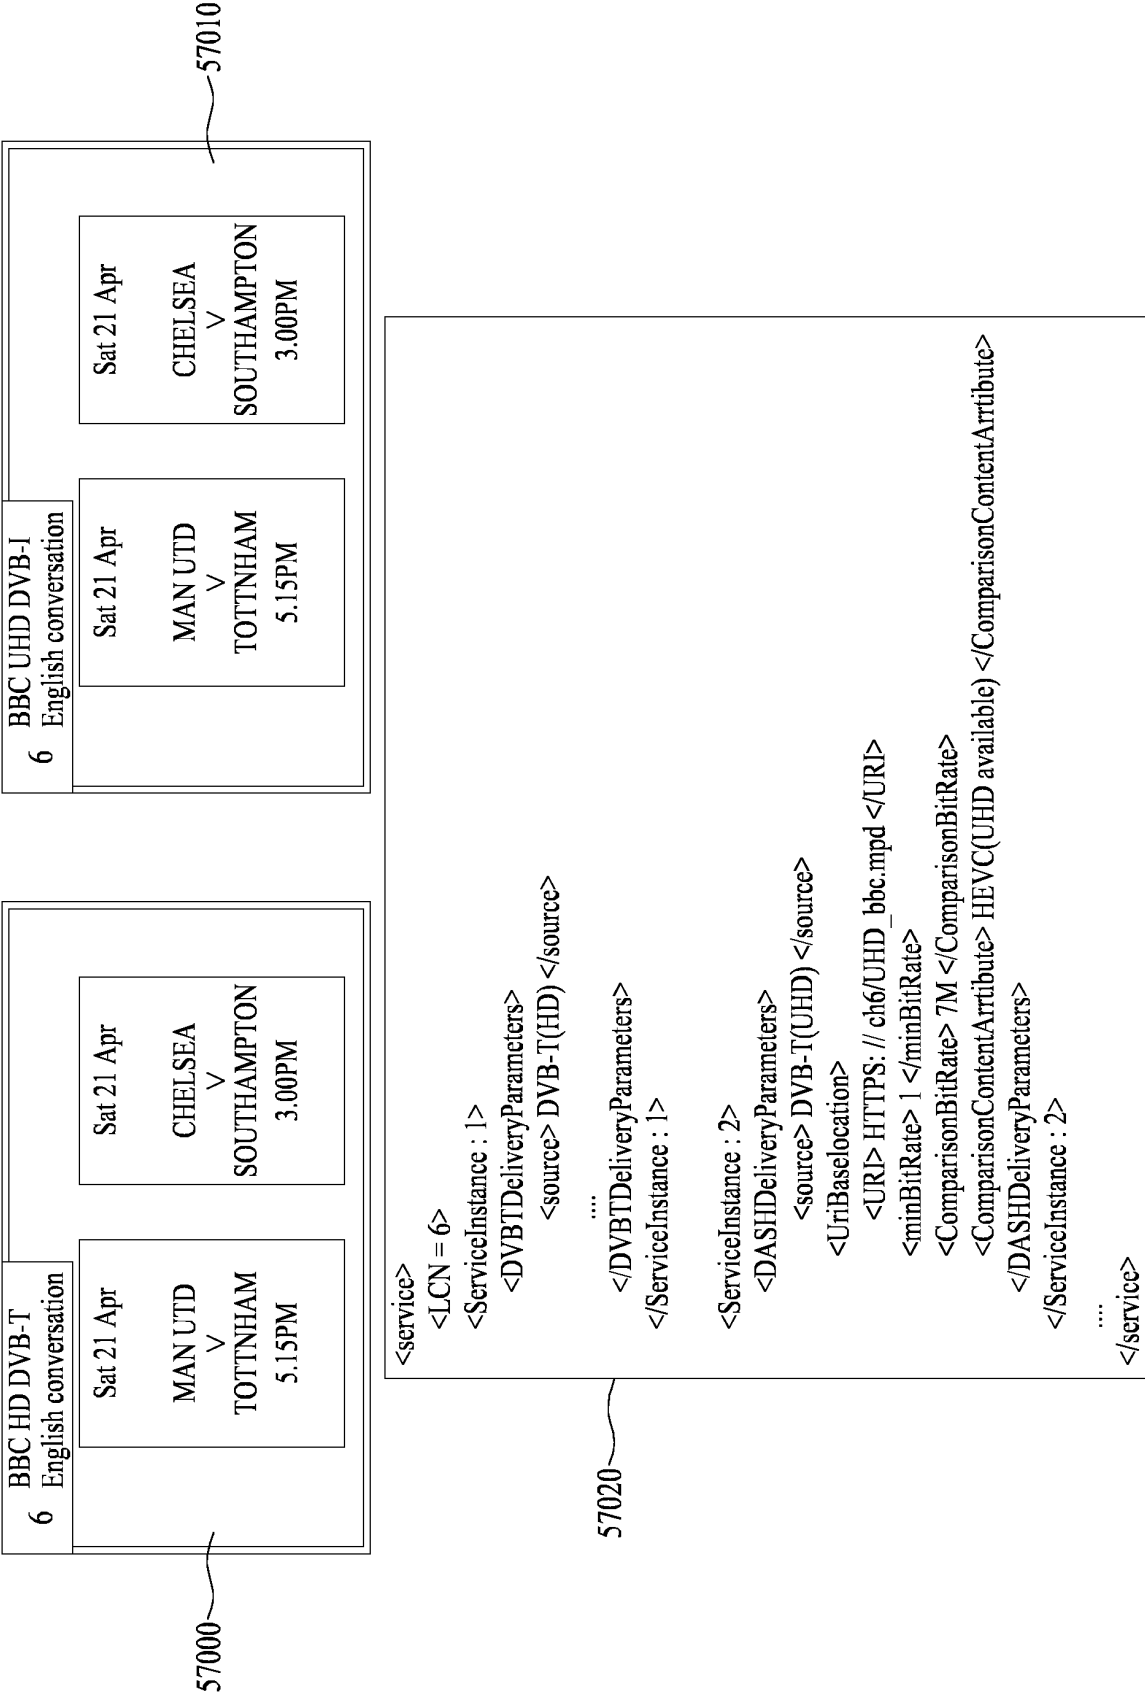 57000
BBC HD DVB-T
6 English conversation
Sat 21 Apr
MAN UTD
V
TOTTNHAM
5.15PM
Sat 21 Apr
CHELSEA
V
SOUTHAMPTON
3.00PM
BBC UHD DVB-I
6 English conversation
Sat 21 Apr
MAN UTD
V
TOTTNHAM
5.15PM
Sat 21 Apr
CHELSEA
V
SOUTHAMPTON
3.00PM
57010
57020
<service>
<LCN = 6>
<ServiceInstance : 1>
<DVBTDeliveryParameters>
<source> DVB-T(HD) </source>
....
</DVBTDeliveryParameters>
</ServiceInstance : 1>
<ServiceInstance : 2>
<DASHDeliveryParameters>
<source> DVB-T(UHD) </source>
<UriBaselocation>
<URI> HTTPS: // ch6/UHD_bbc.mpd </URI>
<minBitRate> 1 </minBitRate>
<ComparisonBitRate> 7M </ComparisonBitRate>
<ComparisonContentArrtibute> HEVC(UHD available) </ComparisonContentArrtibute>
</DASHDeliveryParameters>
</ServiceInstance : 2>
....
</service>